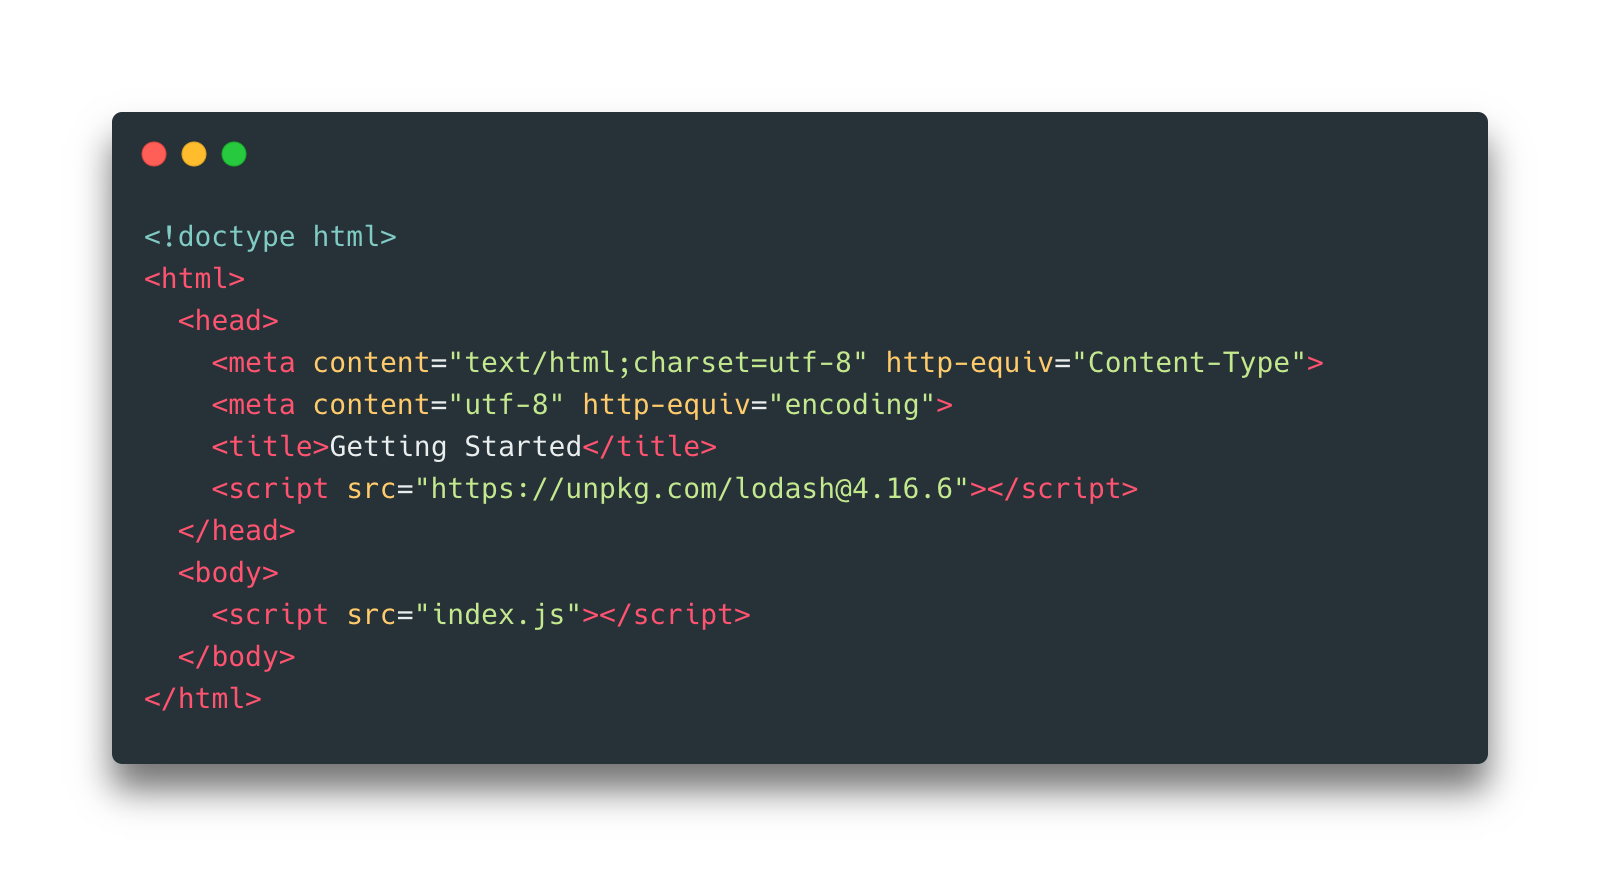 <!doctype html>
<html>
  <head>
    <meta content="text/html;charset=utf-8" http-equiv="Content-Type">
    <meta content="utf-8" http-equiv="encoding">
    <title>Getting Started</title>
    <script src="https://unpkg.com/lodash@4.16.6"></script>
  </head>
  <body>
    <script src="index.js"></script>
  </body>
</html>